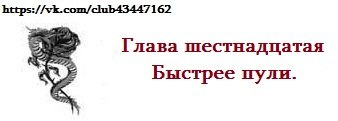 https://vk.com/club43447162
Глава шестнадцатая
Быстрее пули.